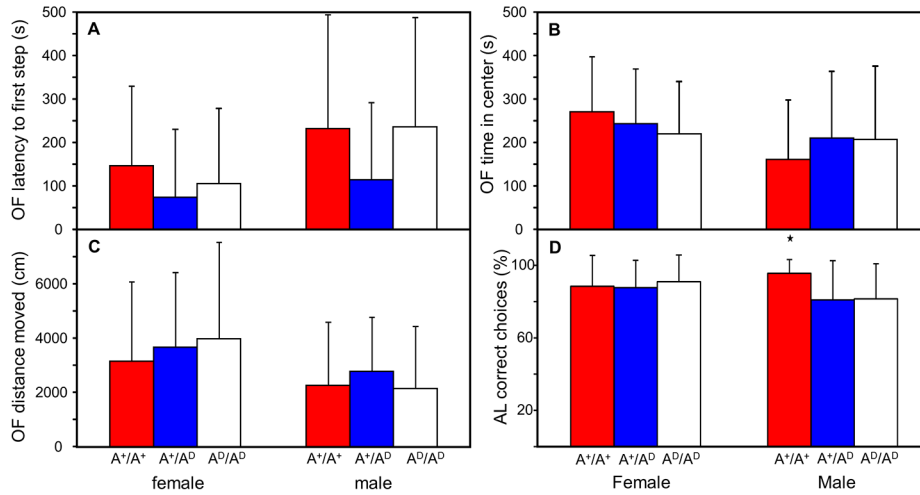 A
OF latency to first step (s)
500
400
300
200
100
0
B
OF time in center (s)
500
400
300
200
100
0
C
OF distance moved (cm)
6000
4000
2000
0
A⁺/A⁺ A⁺/Aᴰ Aᴰ/Aᴰ A⁺/A⁺ A⁺/Aᴰ Aᴰ/Aᴰ
female male
D
AL correct choices (%)
100
60
20
*
A⁺/A⁺ A⁺/Aᴰ Aᴰ/Aᴰ A⁺/A⁺ A⁺/Aᴰ Aᴰ/Aᴰ
Female Male